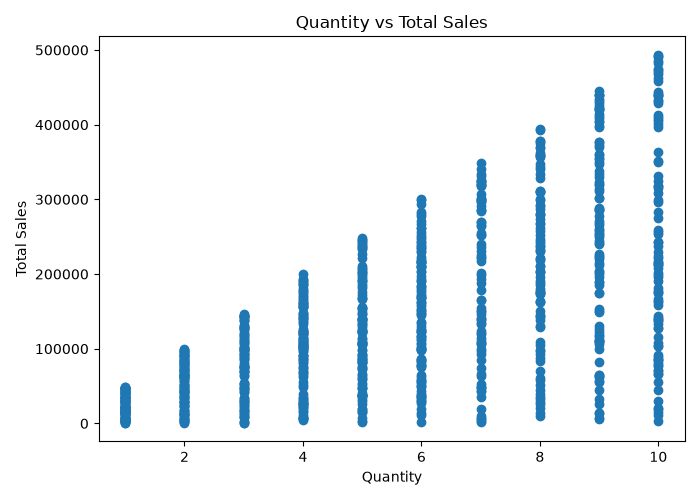 Quantity vs Total Sales
500000
400000
300000
200000
100000
0
Total Sales
2 4 6 8 10
Quantity